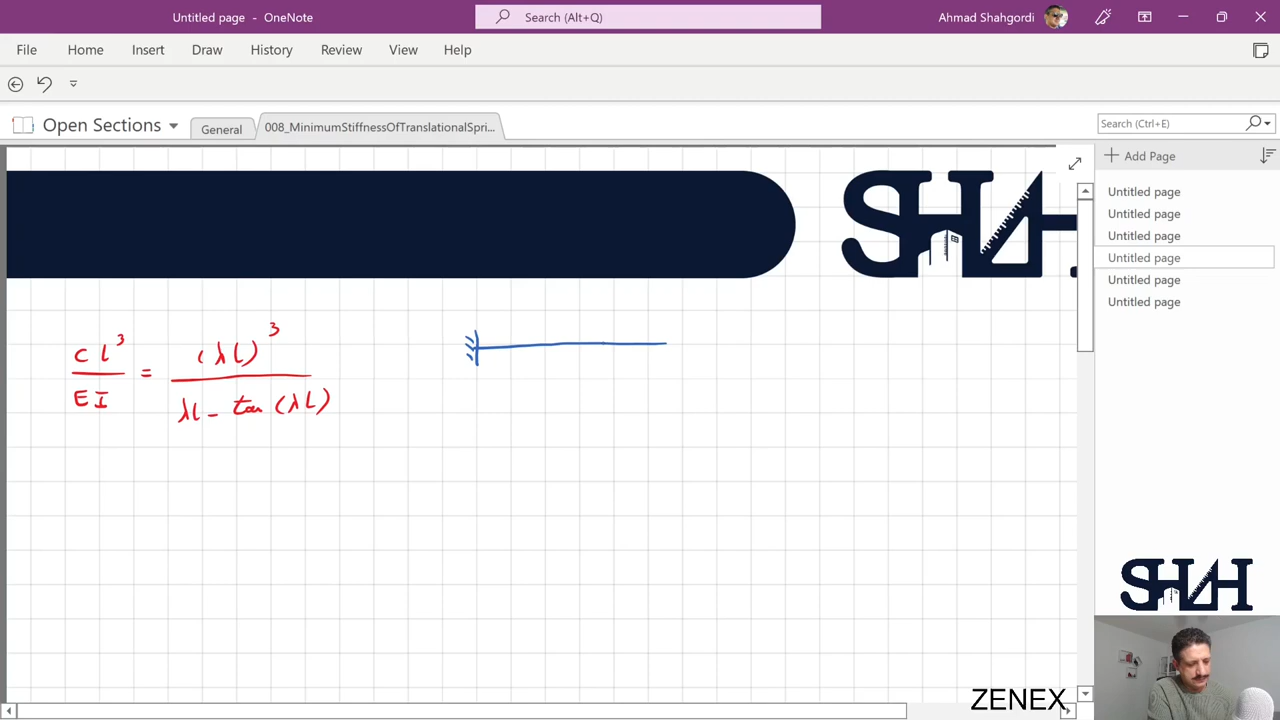 Untitled page - OneNote
Search (Alt+Q)
Ahmad Shahgordi
File Home Insert Draw History Review View Help
Open Sections
General
008_MinimumStiffnessOfTranslationalSpri...
Search (Ctrl+E)
Add Page
Untitled page
Untitled page
Untitled page
Untitled page
Untitled page
Untitled page
SHZH
cl³/EI = (λl)³/(λl - tan(λl))
SHZH
ZENEX